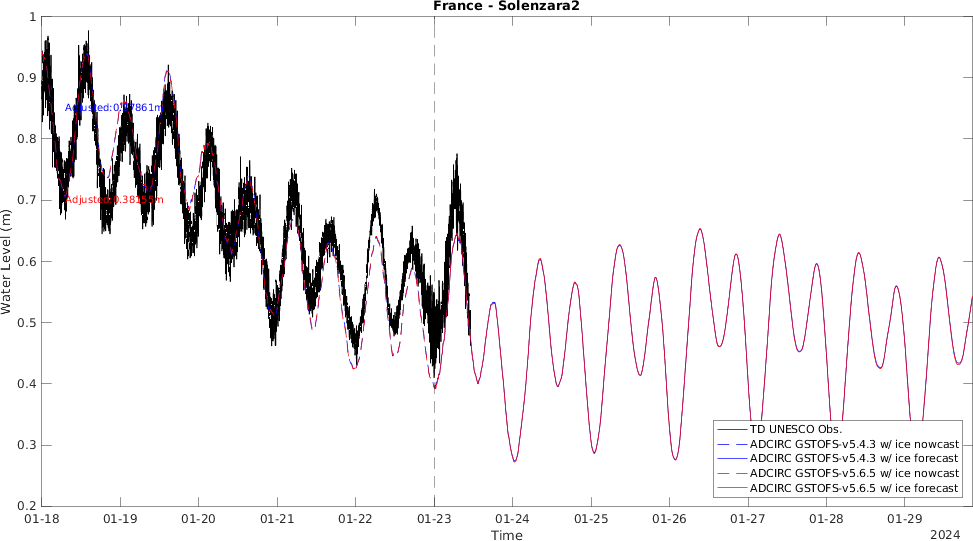 France - Solenzara2
1
0.9
0.8
0.7
0.6
0.5
0.4
0.3
0.2
Water Level (m)
Adjusted:
Adjusted:
TD UNESCO Obs.
ADCIRC GSTOFS-v5.4.3 w/ ice nowcast
ADCIRC GSTOFS-v5.4.3 w/ ice forecast
ADCIRC GSTOFS-v5.6.5 w/ ice nowcast
ADCIRC GSTOFS-v5.6.5 w/ ice forecast
01-18 01-19 01-20 01-21 01-22 01-23 01-24 01-25 01-26 01-27 01-28 01-29
Time
2024